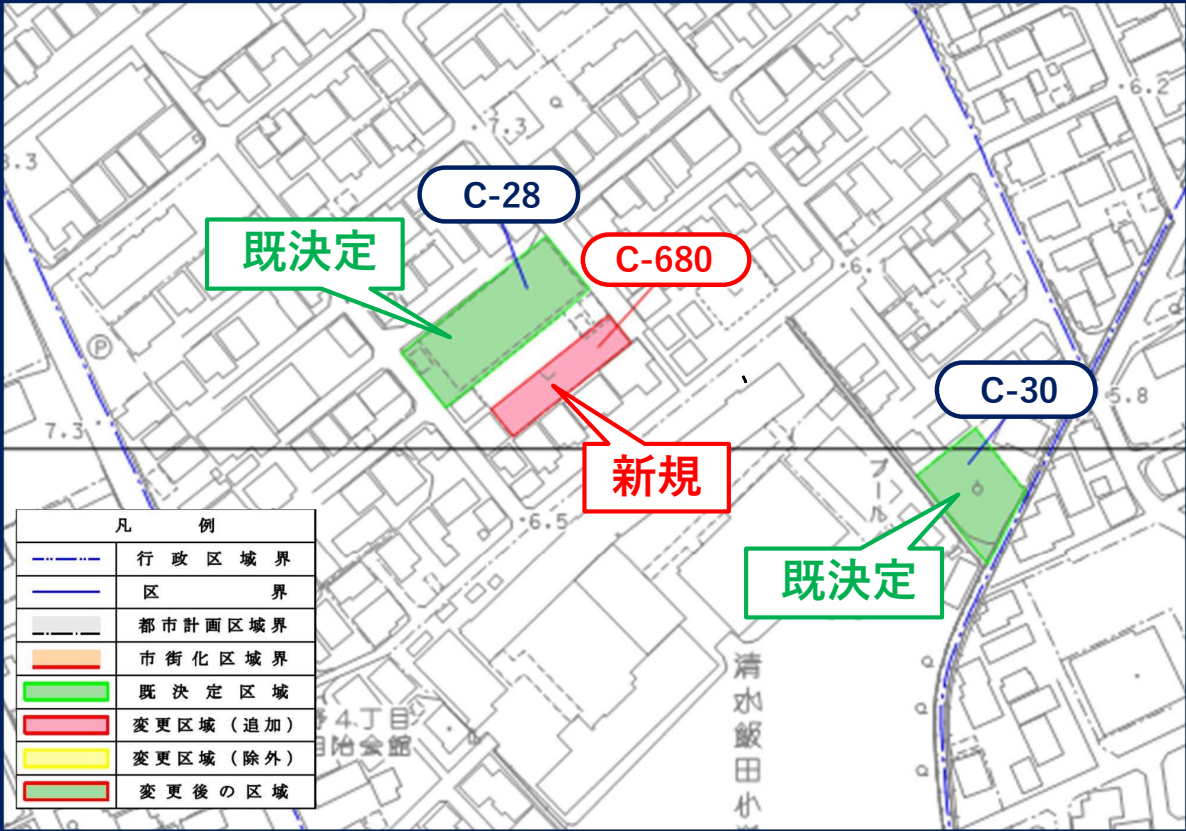 6.2
7.3
3.3
C-28
既決定
C-680
6.
C-30
5.8
P
7.3
新規
プール
6.5
既決定
凡 例
行政区域界
区 界
都市計画区域界
市街化区域界
既決定区域
変更区域（追加）
変更区域（除外）
変更後の区域
4丁目
自治会館
清水飯田小